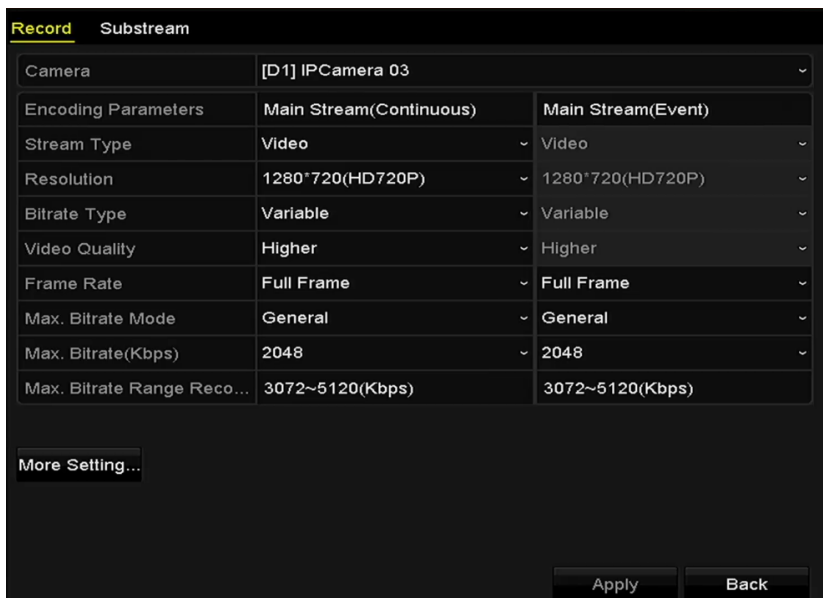 Record Substream
Camera [D1] IPCamera 03
Encoding Parameters Main Stream(Continuous) Main Stream(Event)
Stream Type Video Video
Resolution 1280*720(HD720P) 1280*720(HD720P)
Bitrate Type Variable Variable
Video Quality Higher Higher
Frame Rate Full Frame Full Frame
Max. Bitrate Mode General General
Max. Bitrate(Kbps) 2048 2048
Max. Bitrate Range Reco... 3072~5120(Kbps) 3072~5120(Kbps)
More Setting...
Apply Back